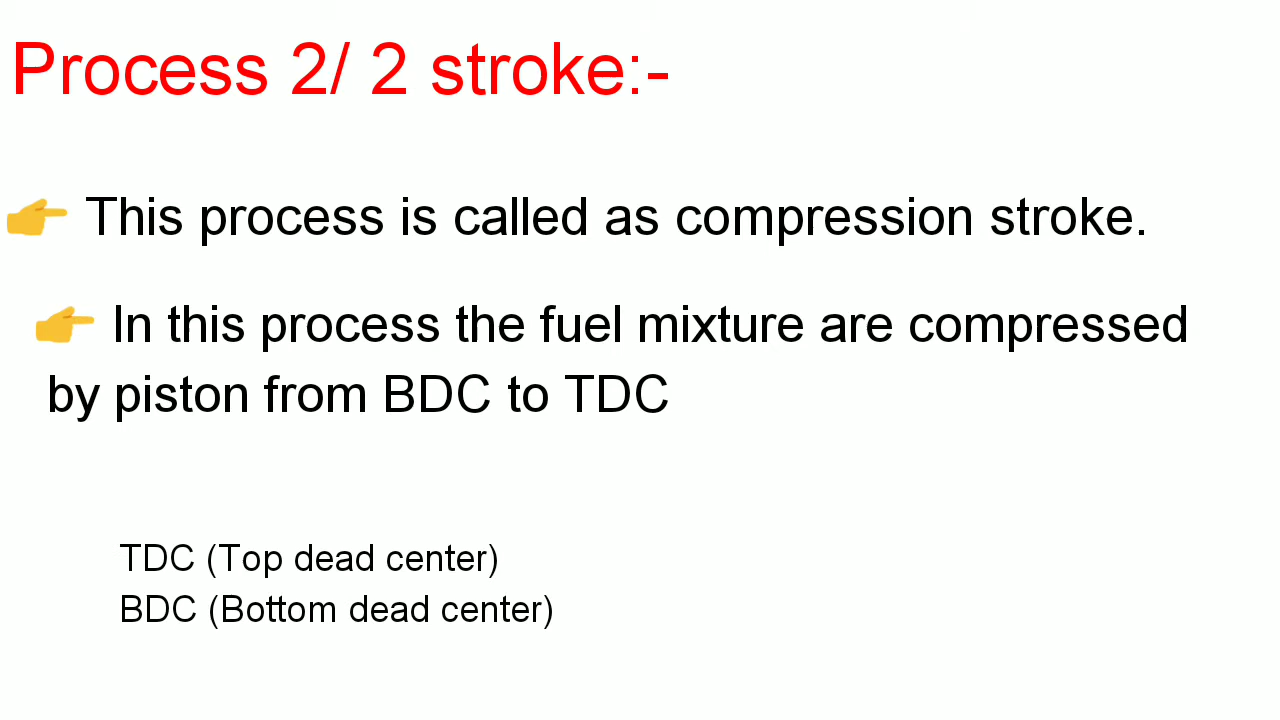 Process 2/ 2 stroke:-
👉 This process is called as compression stroke.
👉 In this process the fuel mixture are compressed
by piston from BDC to TDC
TDC (Top dead center)
BDC (Bottom dead center)